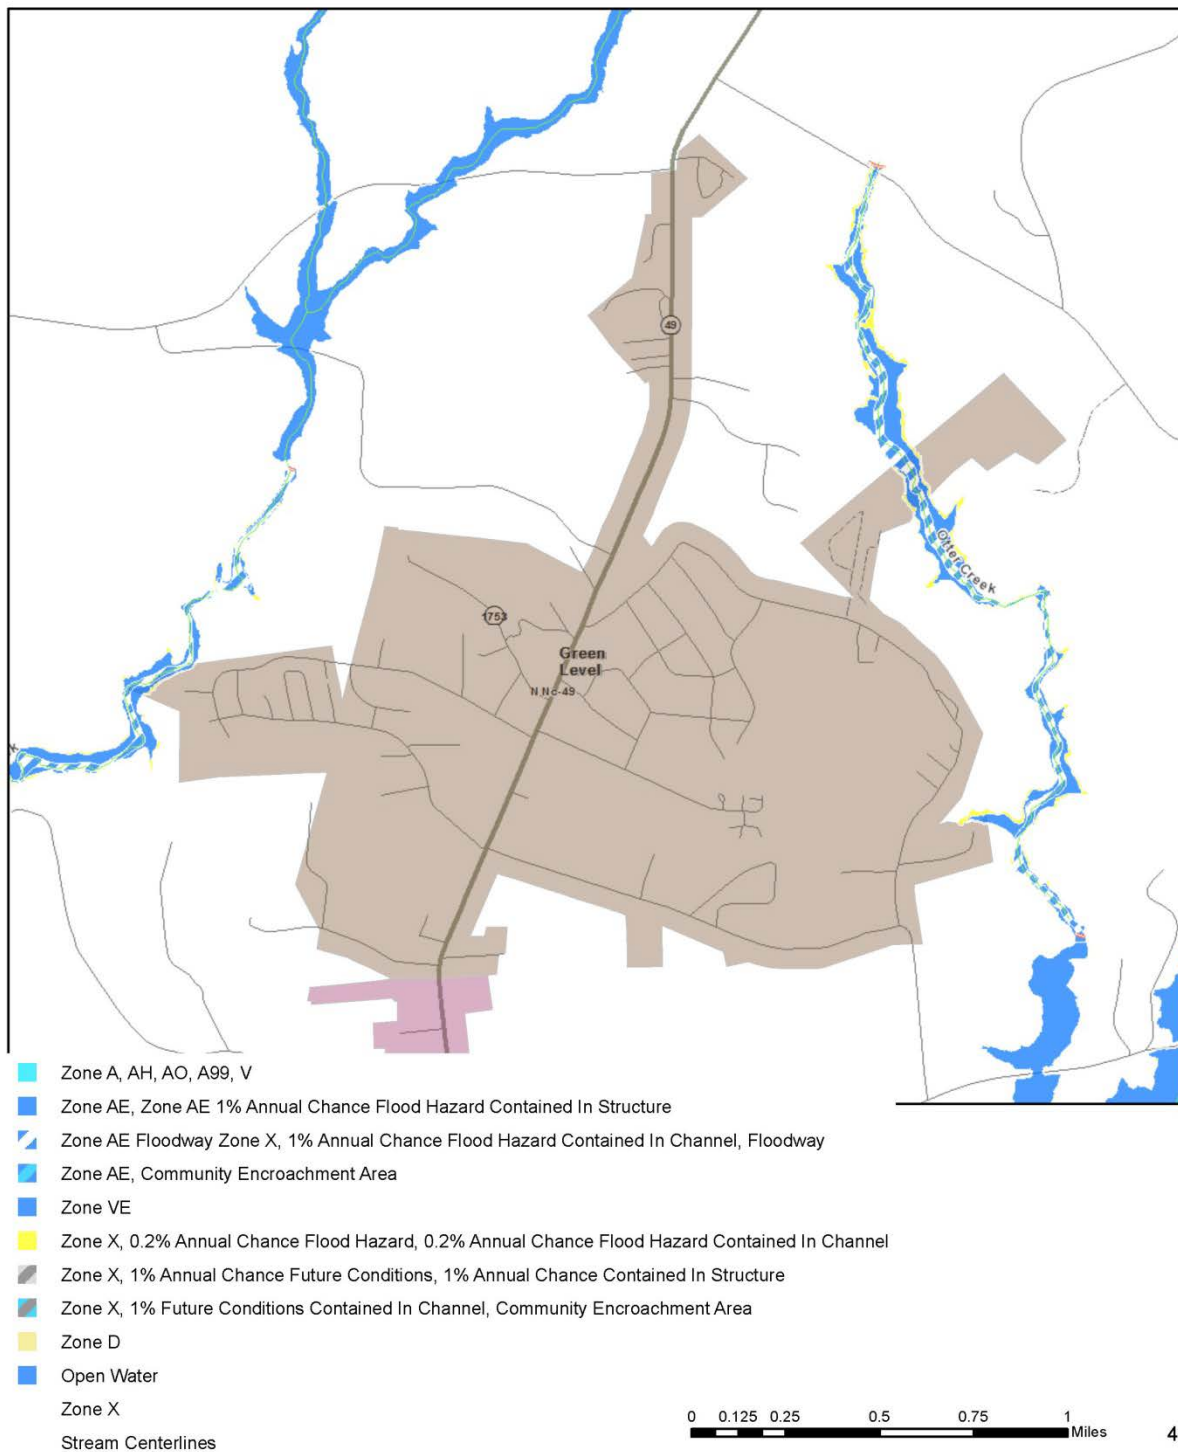 49
Otter Creek
1753
Green
Level
N Nc-49
k
Zone A, AH, AO, A99, V
Zone AE, Zone AE 1% Annual Chance Flood Hazard Contained In Structure
Zone AE Floodway Zone X, 1% Annual Chance Flood Hazard Contained In Channel, Floodway
Zone AE, Community Encroachment Area
Zone VE
Zone X, 0.2% Annual Chance Flood Hazard, 0.2% Annual Chance Flood Hazard Contained In Channel
Zone X, 1% Annual Chance Future Conditions, 1% Annual Chance Contained In Structure
Zone X, 1% Future Conditions Contained In Channel, Community Encroachment Area
Zone D
Open Water
Zone X
Stream Centerlines
0 0.125 0.25 0.5 0.75 1
Miles
4